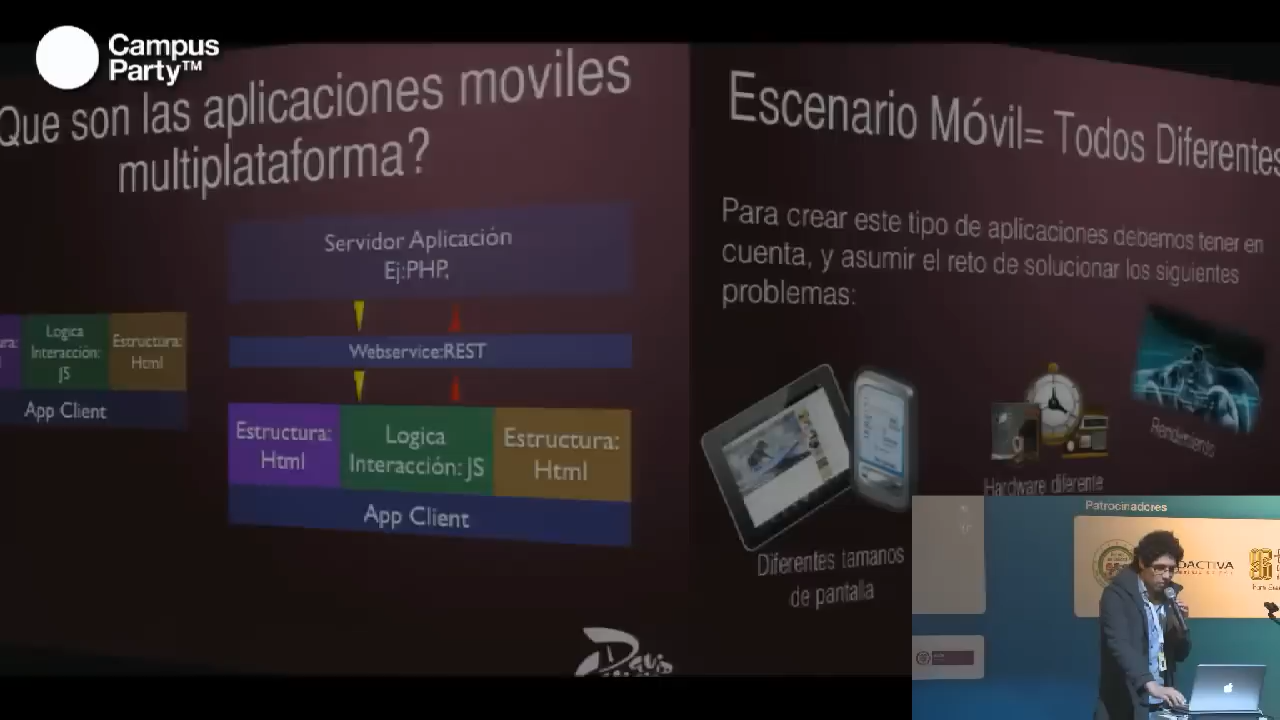 Campus
Party™
Que son las aplicaciones moviles
multiplataforma?
Servidor Aplicación
Ej:PHP,
Webservice:REST
Estructura:
Html
Logica
Interacción: JS
Estructura:
Html
App Client
Logica
Interacción:
JS
Estructura:
Html
App Client
Escenario Móvil= Todos Diferentes
Para crear este tipo de aplicaciones debemos tener en
cuenta, y asumir el reto de solucionar los siguientes
problemas:
Diferentes tamanos
de pantalla
Hardware diferente
Rendimiento
Davis
Patrocinadores